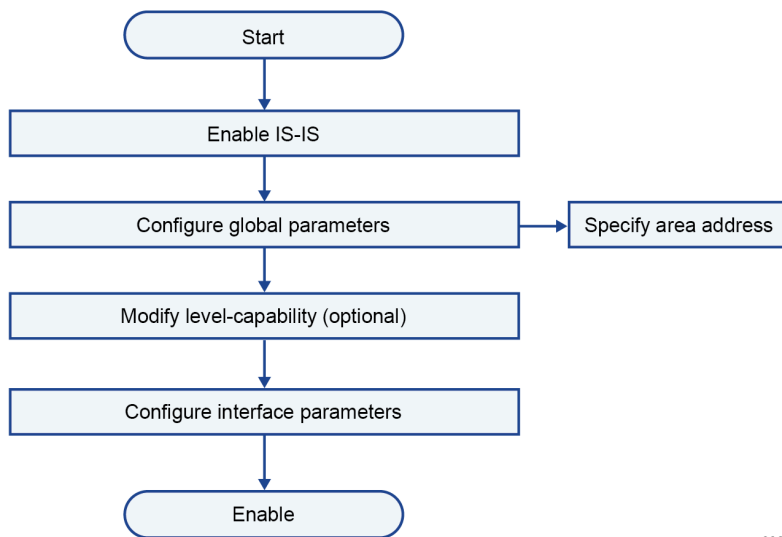 Start
Enable IS-IS
Configure global parameters
Specify area address
Modify level-capability (optional)
Configure interface parameters
Enable